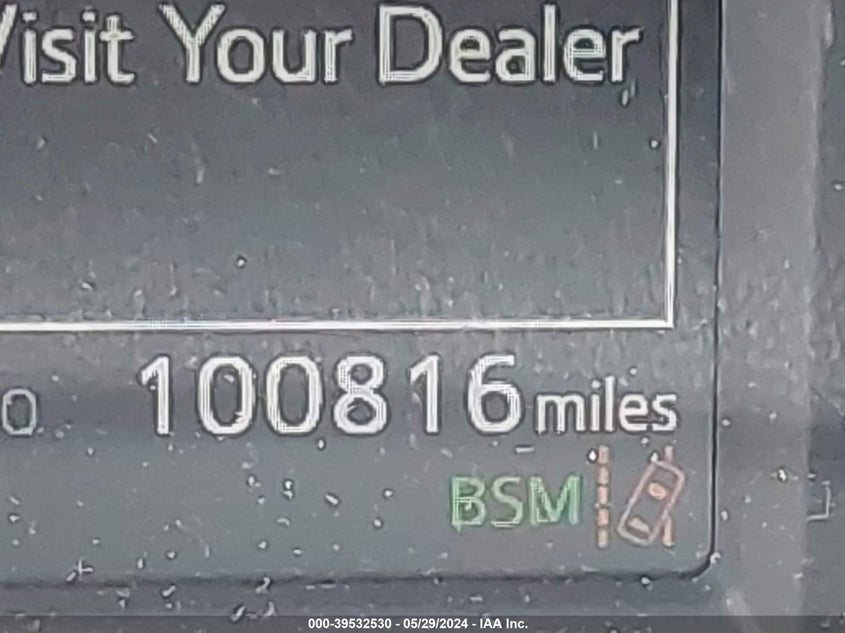 Visit Your Dealer
100816 miles
BSM
000-39532530 - 05/29/2024 - IAA Inc.